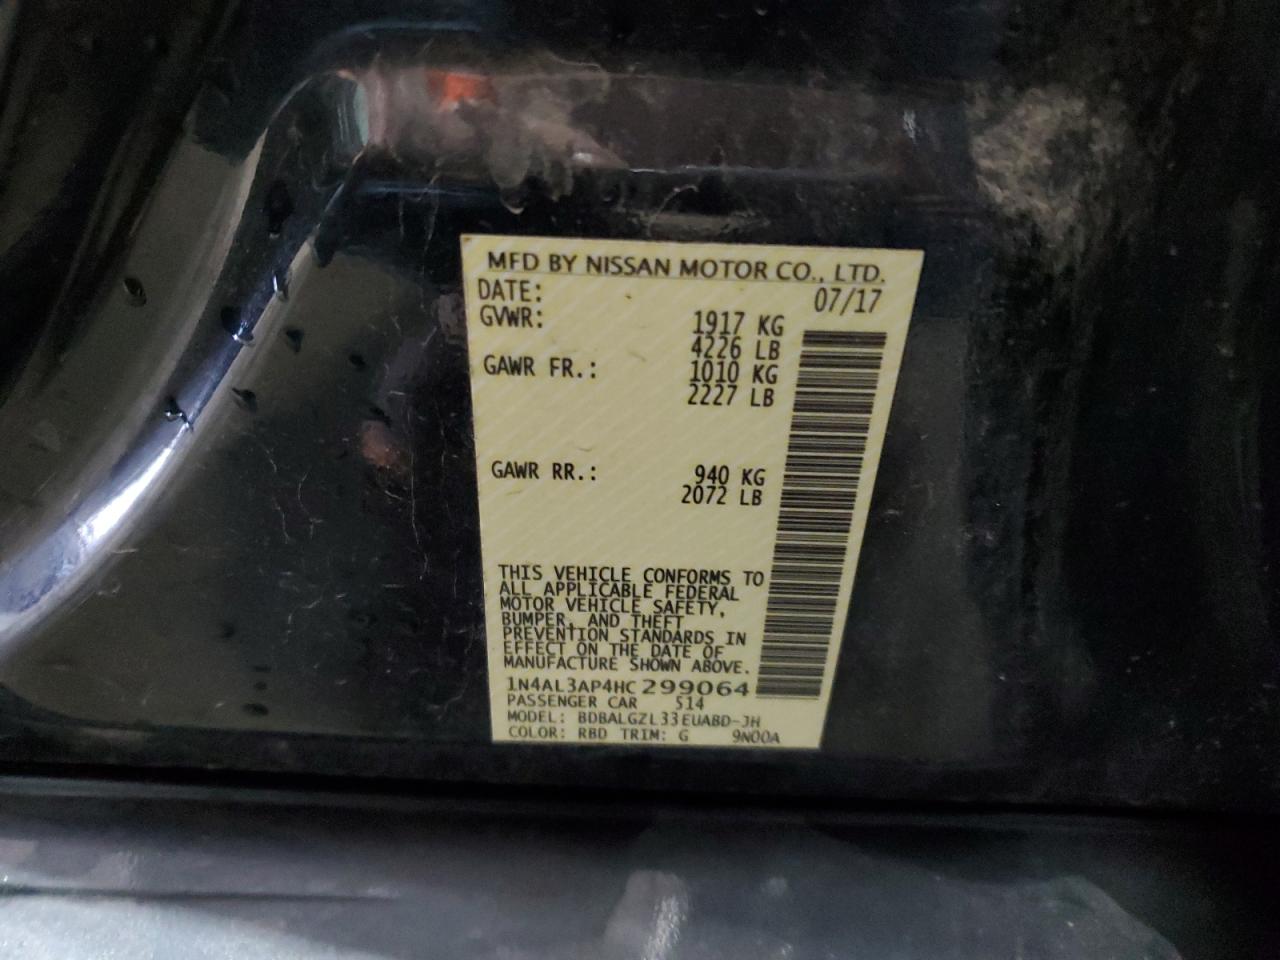 MFD BY NISSAN MOTOR CO., LTD.
DATE: 07/17
GVWR: 1917 KG
4226 LB
GAWR FR.: 1010 KG
2227 LB
GAWR RR.: 940 KG
2072 LB
THIS VEHICLE CONFORMS TO
ALL APPLICABLE FEDERAL
MOTOR VEHICLE SAFETY,
BUMPER, AND THEFT
PREVENTION STANDARDS IN
EFFECT ON THE DATE OF
MANUFACTURE SHOWN ABOVE.
1N4AL3AP4HC299064
PASSENGER CAR 514
MODEL: BDBALGZL33EUABD-JH
COLOR: RBD TRIM: G 9N00A